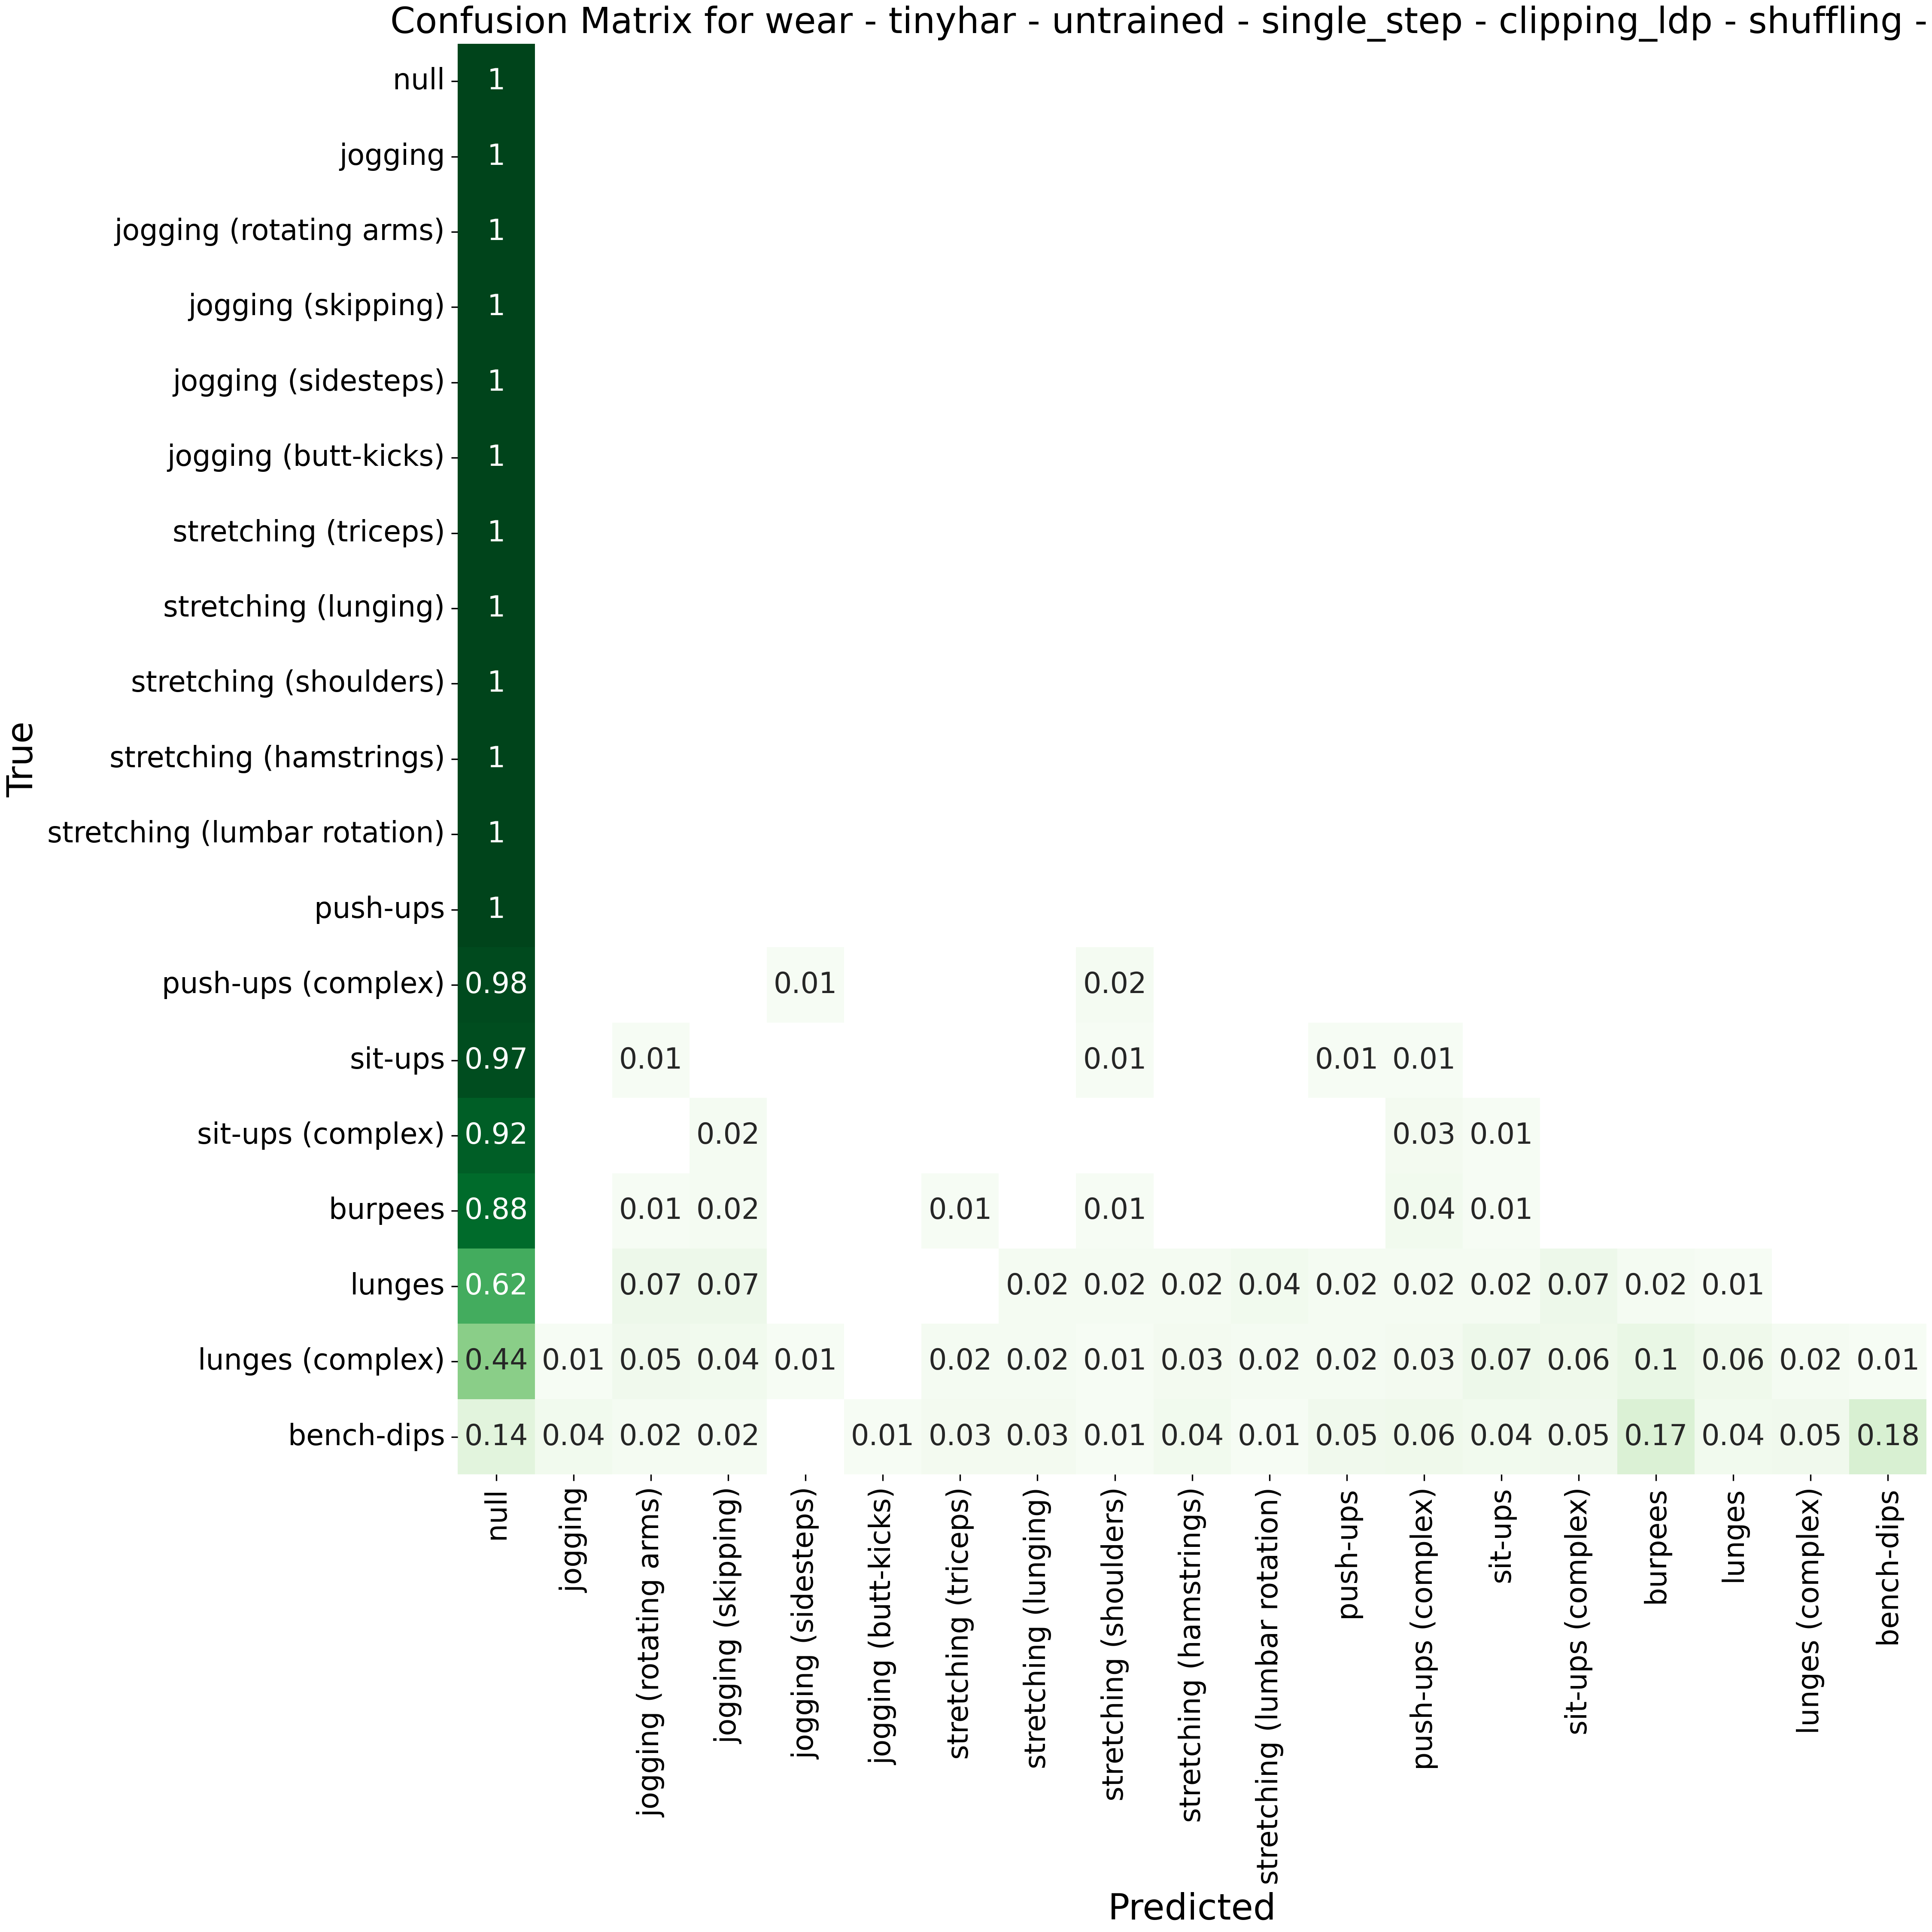 Confusion Matrix for wear - tinyhar - untrained - single_step - clipping_ldp - shuffling -
True
null 1
jogging 1
jogging (rotating arms) 1
jogging (skipping) 1
jogging (sidesteps) 1
jogging (butt-kicks) 1
stretching (triceps) 1
stretching (lunging) 1
stretching (shoulders) 1
stretching (hamstrings) 1
stretching (lumbar rotation) 1
push-ups 1
push-ups (complex) 0.98 0.01 0.02
sit-ups 0.97 0.01 0.01 0.01 0.01
sit-ups (complex) 0.92 0.02 0.03 0.01
burpees 0.88 0.01 0.02 0.01 0.01 0.04 0.01
lunges 0.62 0.07 0.07 0.02 0.02 0.02 0.04 0.02 0.02 0.02 0.07 0.02 0.01
lunges (complex) 0.44 0.01 0.05 0.04 0.01 0.02 0.02 0.01 0.03 0.02 0.02 0.03 0.07 0.06 0.1 0.06 0.02 0.01
bench-dips 0.14 0.04 0.02 0.02 0.01 0.03 0.03 0.01 0.04 0.01 0.05 0.06 0.04 0.05 0.17 0.04 0.05 0.18
null
jogging
jogging (rotating arms)
jogging (skipping)
jogging (sidesteps)
jogging (butt-kicks)
stretching (triceps)
stretching (lunging)
stretching (shoulders)
stretching (hamstrings)
stretching (lumbar rotation)
push-ups
push-ups (complex)
sit-ups
sit-ups (complex)
burpees
lunges
lunges (complex)
bench-dips
Predicted